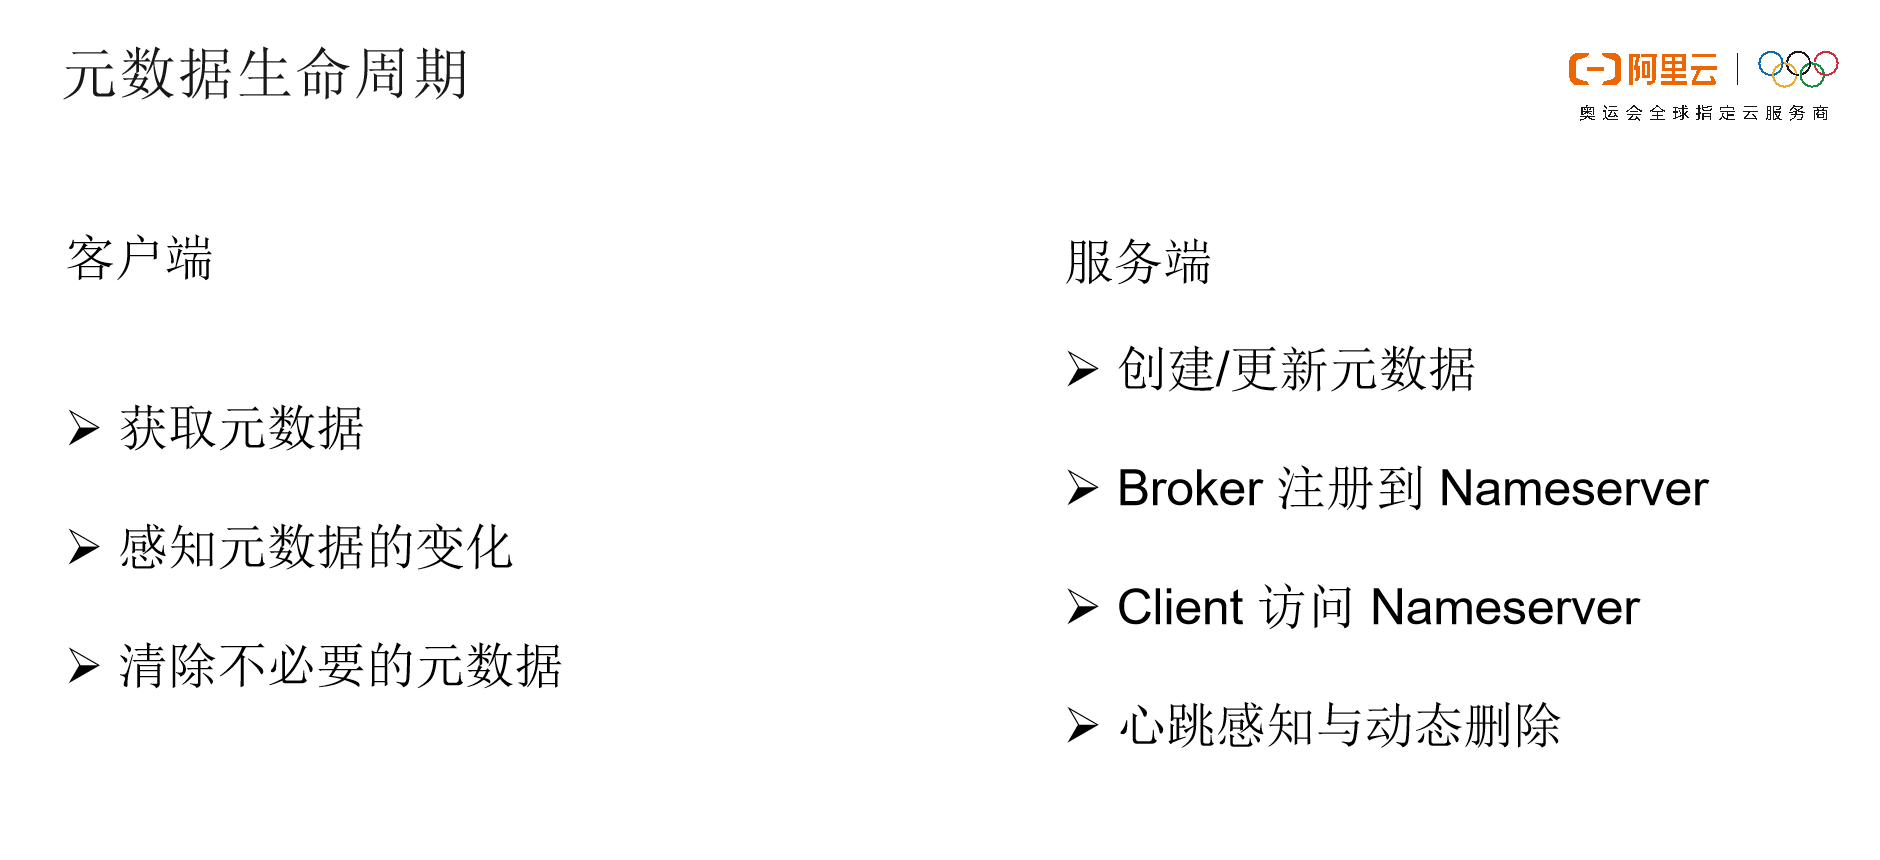 元数据生命周期
阿里云
奥运会全球指定云服务商
客户端
获取元数据
感知元数据的变化
清除不必要的元数据
服务端
创建/更新元数据
Broker 注册到 Nameserver
Client 访问 Nameserver
心跳感知与动态删除